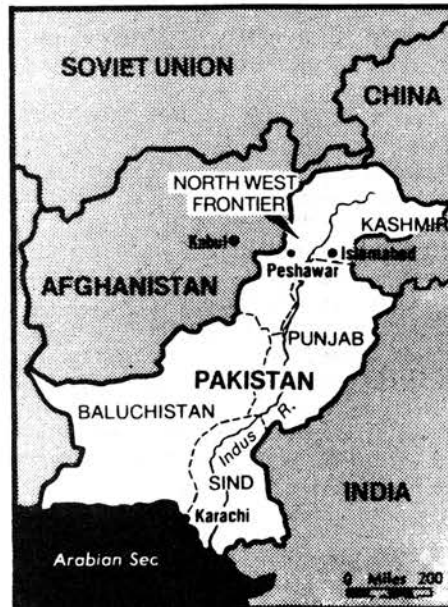 SOVIET UNION
CHINA
NORTH WEST
FRONTIER
KASHMIR
Kabul
Islamabad
Peshawar
AFGHANISTAN
PUNJAB
PAKISTAN
BALUCHISTAN
Indus R.
SIND
INDIA
Karachi
Arabian Sec
0 Miles 200